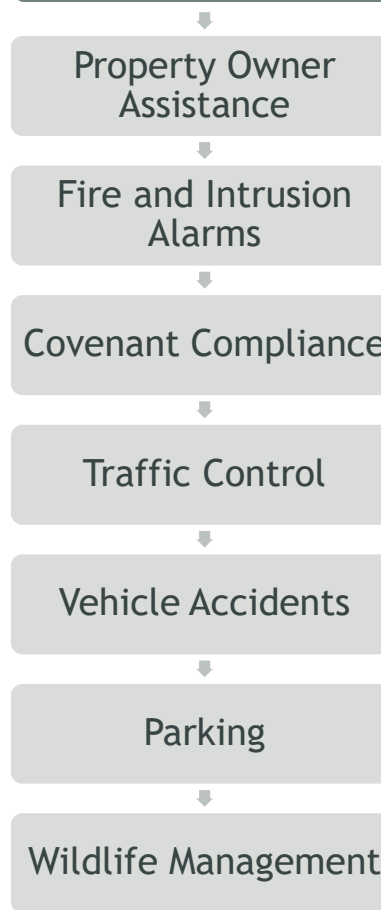 Property Owner
Assistance
Fire and Intrusion
Alarms
Covenant Compliance
Traffic Control
Vehicle Accidents
Parking
Wildlife Management